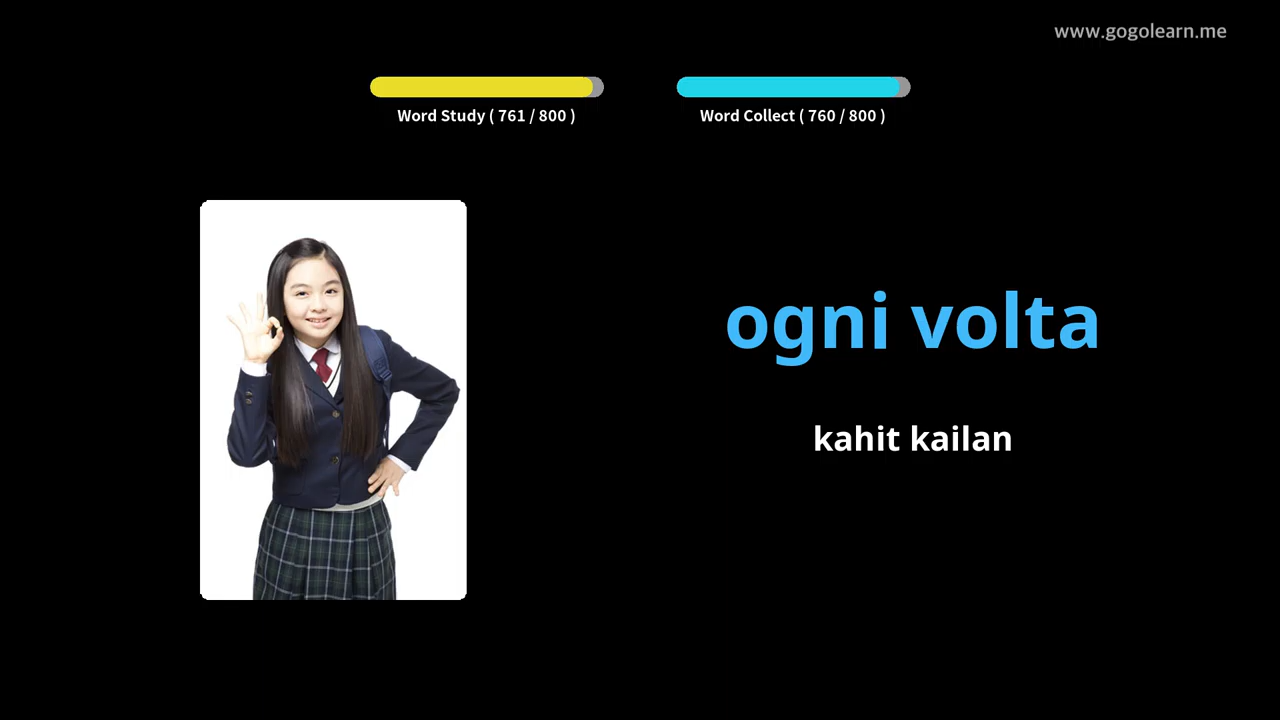 www.gogolearn.me
Word Study ( 761 / 800 )
Word Collect ( 760 / 800 )
ogni volta
kahit kailan